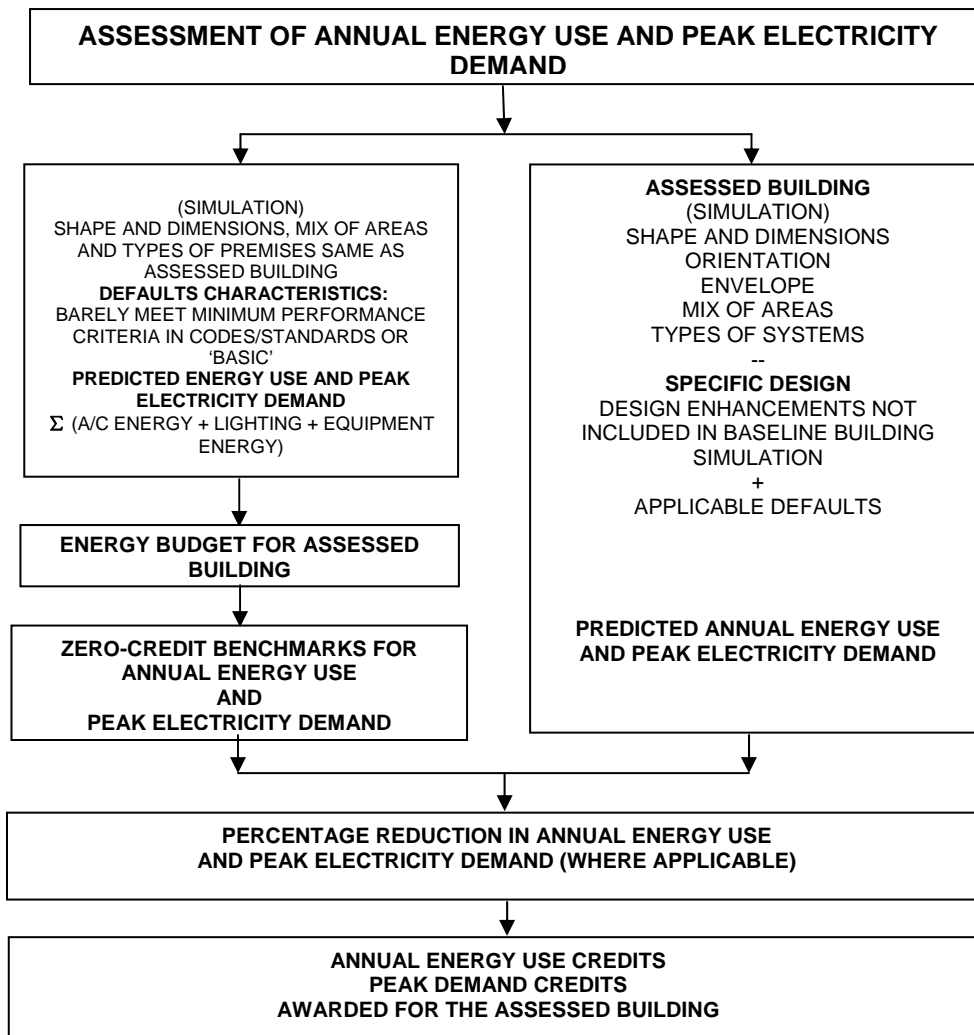 ASSESSMENT OF ANNUAL ENERGY USE AND PEAK ELECTRICITY
DEMAND
(SIMULATION)
SHAPE AND DIMENSIONS, MIX OF AREAS
AND TYPES OF PREMISES SAME AS
ASSESSED BUILDING
DEFAULTS CHARACTERISTICS:
BARELY MEET MINIMUM PERFORMANCE
CRITERIA IN CODES/STANDARDS OR
‘BASIC’
PREDICTED ENERGY USE AND PEAK
ELECTRICITY DEMAND
Σ (A/C ENERGY + LIGHTING + EQUIPMENT
ENERGY)
ENERGY BUDGET FOR ASSESSED
BUILDING
ZERO-CREDIT BENCHMARKS FOR
ANNUAL ENERGY USE
AND
PEAK ELECTRICITY DEMAND
ASSESSED BUILDING
(SIMULATION)
SHAPE AND DIMENSIONS
ORIENTATION
ENVELOPE
MIX OF AREAS
TYPES OF SYSTEMS
--
SPECIFIC DESIGN
DESIGN ENHANCEMENTS NOT
INCLUDED IN BASELINE BUILDING
SIMULATION
+
APPLICABLE DEFAULTS
PREDICTED ANNUAL ENERGY USE
AND PEAK ELECTRICITY DEMAND
PERCENTAGE REDUCTION IN ANNUAL ENERGY USE
AND PEAK ELECTRICITY DEMAND (WHERE APPLICABLE)
ANNUAL ENERGY USE CREDITS
PEAK DEMAND CREDITS
AWARDED FOR THE ASSESSED BUILDING